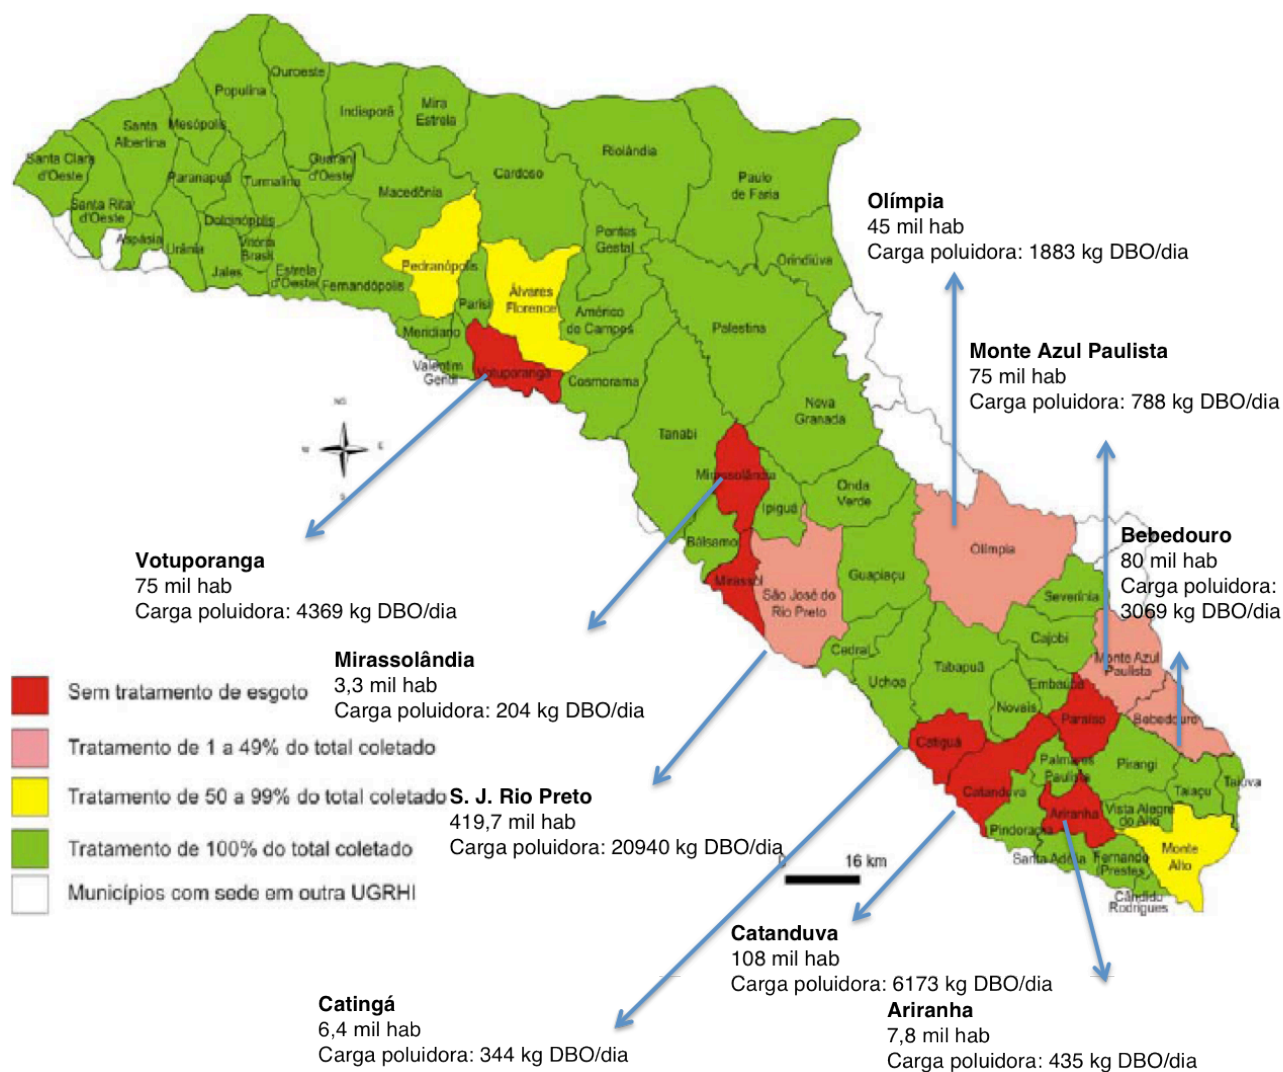 Ouroeste
Populina
Indisporã
Mira
Estrela
Santa
Albertina
Mesópolis
Riolândia
Santa Clara
d'Oeste
Guarani
d'Oeste
Paranapuã
Turmalina
Cardoso
Paulo
de Faria
Macedônia
Santa Rita
d'Oeste
Dolcinópolis
Pontes
Gestal
Aspásia
Urânia
Vitória
Brasil
Orindiúva
Jales
Estrela
d'Oeste
Fernandópolis
Pedranópolis
Álvares
Florence
Parisi
Américo
de Campos
Palestina
Meridiano
Valentim
Gentil
Votuporanga
Cosmorama
Nova
Granada
Tanabi
Mirassolândia
Onda
Verde
Ipiguá
Bálsamo
Olímpia
Mirassol
São José do
Rio Preto
Guapiaçu
Severínia
Cajobi
Cedral
Uchoa
Tabapuã
Monte Azul
Paulista
Embaúba
Novais
Paraíso
Bebedouro
Catiguá
Palmares
Paulista
Pirangi
Catanduva
Taiaçu
Taiúva
Ariranha
Vista Alegre
do Alto
Pindorama
Santa Adélia
Fernando
Prestes
Monte
Alto
Cândido
Rodrigues
Olímpia
45 mil hab
Carga poluidora: 1883 kg DBO/dia
Monte Azul Paulista
75 mil hab
Carga poluidora: 788 kg DBO/dia
Bebedouro
80 mil hab
Carga poluidora:
3069 kg DBO/dia
Votuporanga
75 mil hab
Carga poluidora: 4369 kg DBO/dia
Mirassolândia
3,3 mil hab
Carga poluidora: 204 kg DBO/dia
Sem tratamento de esgoto
Tratamento de 1 a 49% do total coletado
Tratamento de 50 a 99% do total coletado
Tratamento de 100% do total coletado
Municípios com sede em outra UGRHI
S. J. Rio Preto
419,7 mil hab
Carga poluidora: 20940 kg DBO/dia
0 16 km
Catanduva
108 mil hab
Carga poluidora: 6173 kg DBO/dia
Catingá
6,4 mil hab
Carga poluidora: 344 kg DBO/dia
Ariranha
7,8 mil hab
Carga poluidora: 435 kg DBO/dia